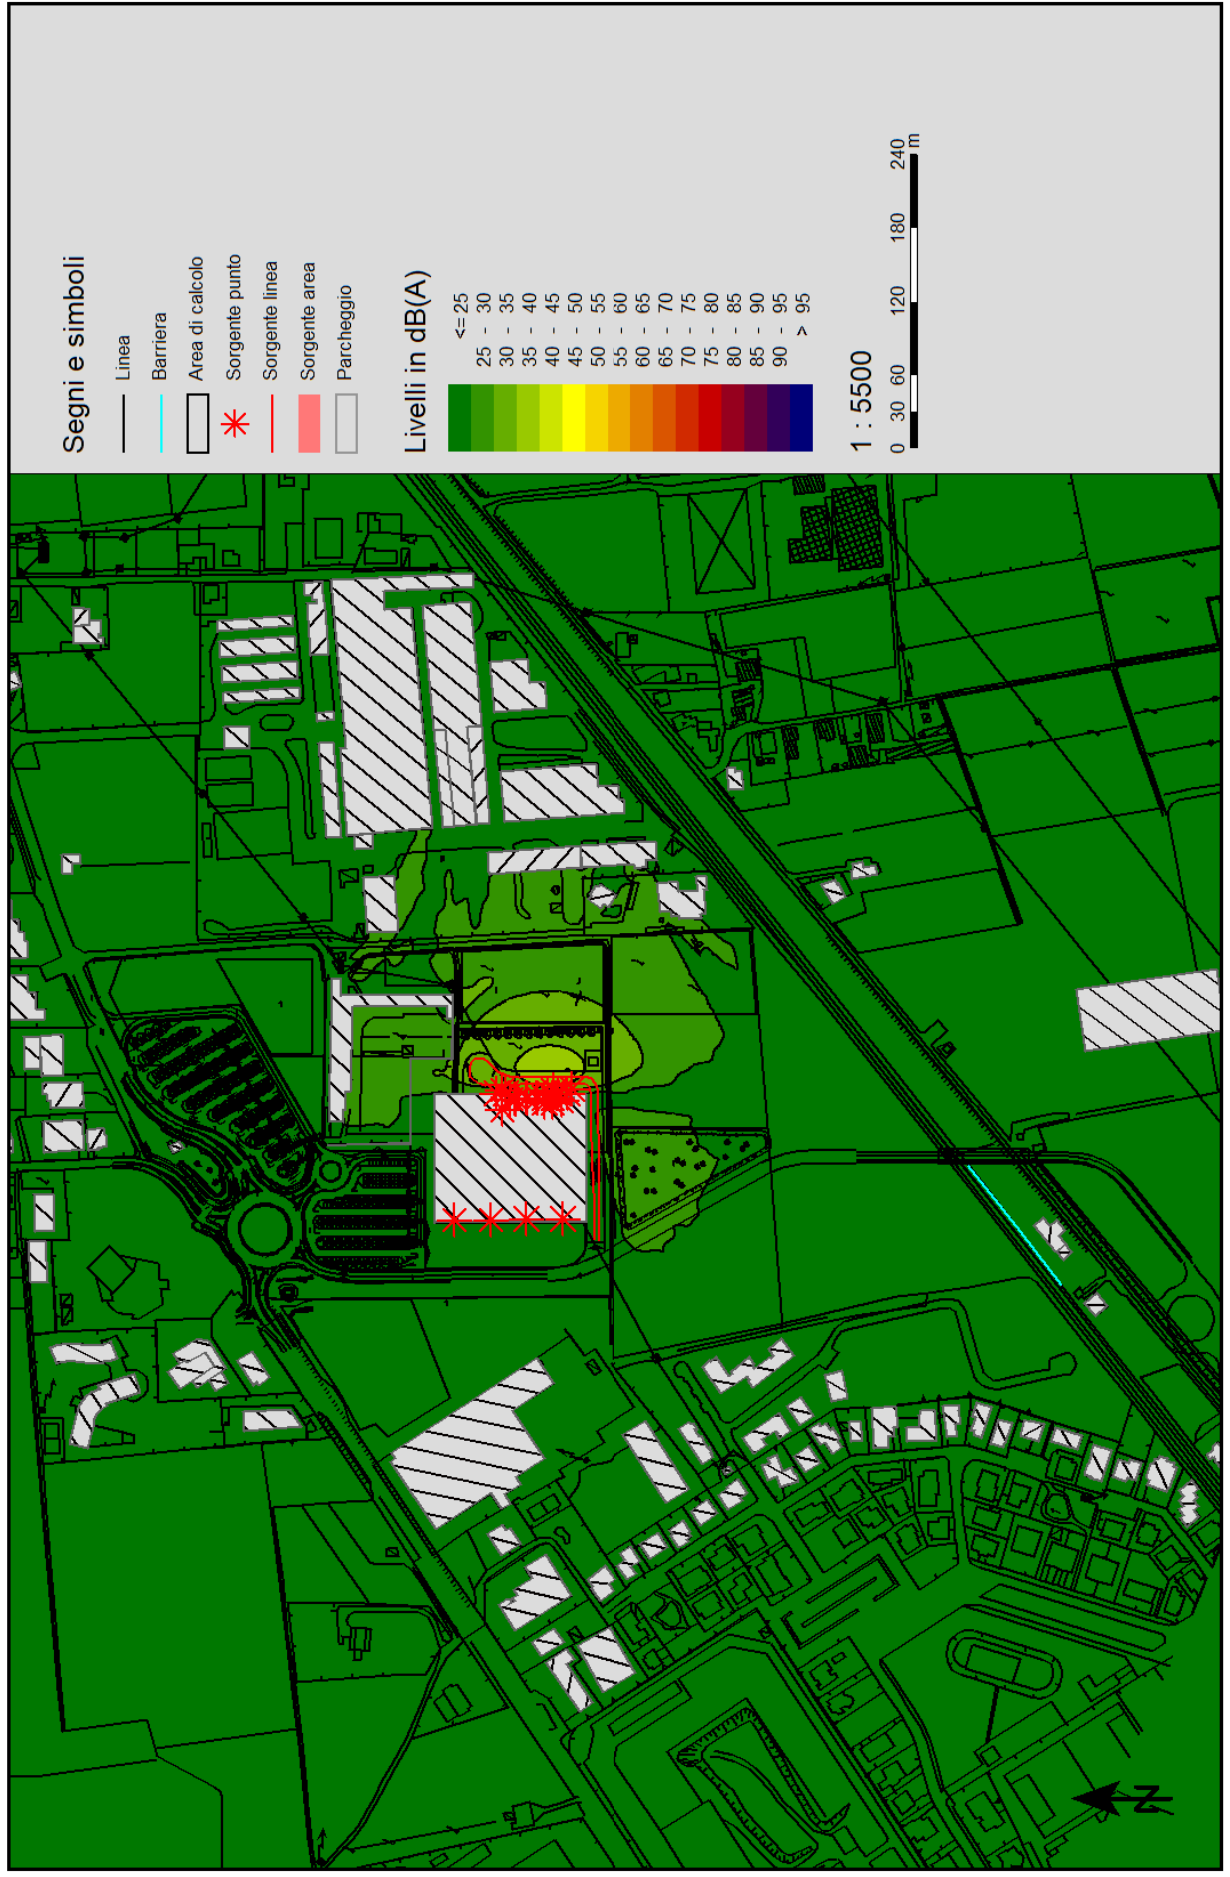 Segni e simboli
Linea
Barriera
Area di calcolo
Sorgente punto
Sorgente linea
Sorgente area
Parcheggio
Livelli in dB(A)
<= 25
25 - 30
30 - 35
35 - 40
40 - 45
45 - 50
50 - 55
55 - 60
60 - 65
65 - 70
70 - 75
75 - 80
80 - 85
85 - 90
90 - 95
> 95
1 : 5500
0 30 60 120 180 240
m
N